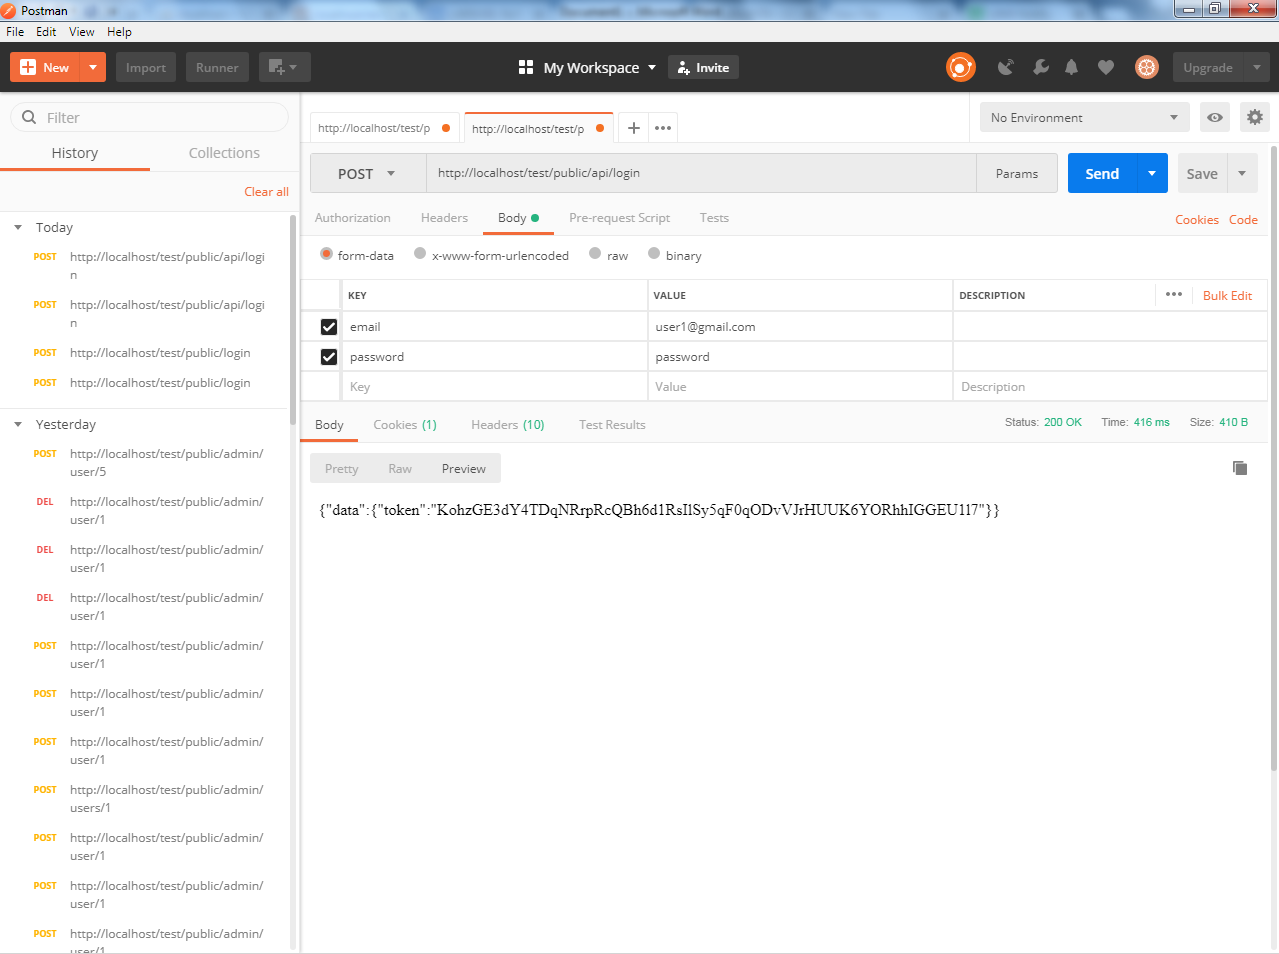 Postman
File Edit View Help
New Import Runner My Workspace Invite Upgrade
Filter
History Collections
Clear all
Today
POST http://localhost/test/public/api/logi
n
POST http://localhost/test/public/api/logi
n
POST http://localhost/test/public/login
POST http://localhost/test/public/login
Yesterday
POST http://localhost/test/public/admin/
user/5
DEL http://localhost/test/public/admin/
user/1
DEL http://localhost/test/public/admin/
user/1
DEL http://localhost/test/public/admin/
user/1
POST http://localhost/test/public/admin/
user/1
POST http://localhost/test/public/admin/
user/1
POST http://localhost/test/public/admin/
user/1
POST http://localhost/test/public/admin/
users/1
POST http://localhost/test/public/admin/
user/1
POST http://localhost/test/public/admin/
user/1
POST http://localhost/test/public/admin/
user/1
http://localhost/test/p http://localhost/test/p
No Environment
POST http://localhost/test/public/api/login Params Send Save
Authorization Headers Body Pre-request Script Tests Cookies Code
form-data x-www-form-urlencoded raw binary
KEY VALUE DESCRIPTION Bulk Edit
email user1@gmail.com
password password
Key Value Description
Body Cookies (1) Headers (10) Test Results Status: 200 OK Time: 416 ms Size: 410 B
Pretty Raw Preview
{"data":{"token":"KohzGE3dY4TDqNRrpRcQBh6d1RsIlSy5qF0qODvVJrHUUK6YORhhIGGEU1l7"}}